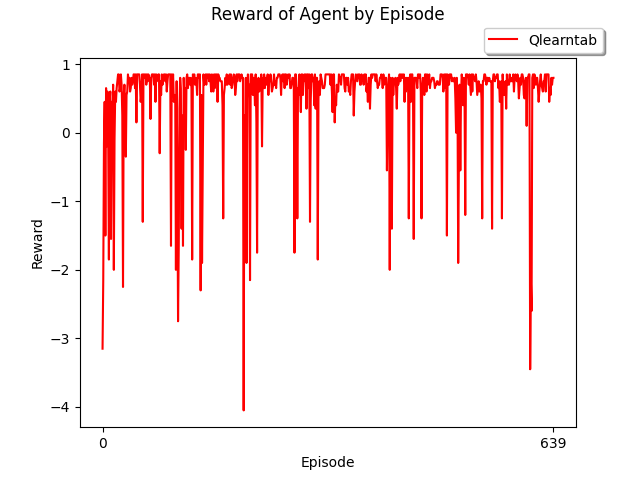 Reward of Agent by Episode
Qlearntab
1
0
−1
−2
−3
−4
Reward
0
639
Episode